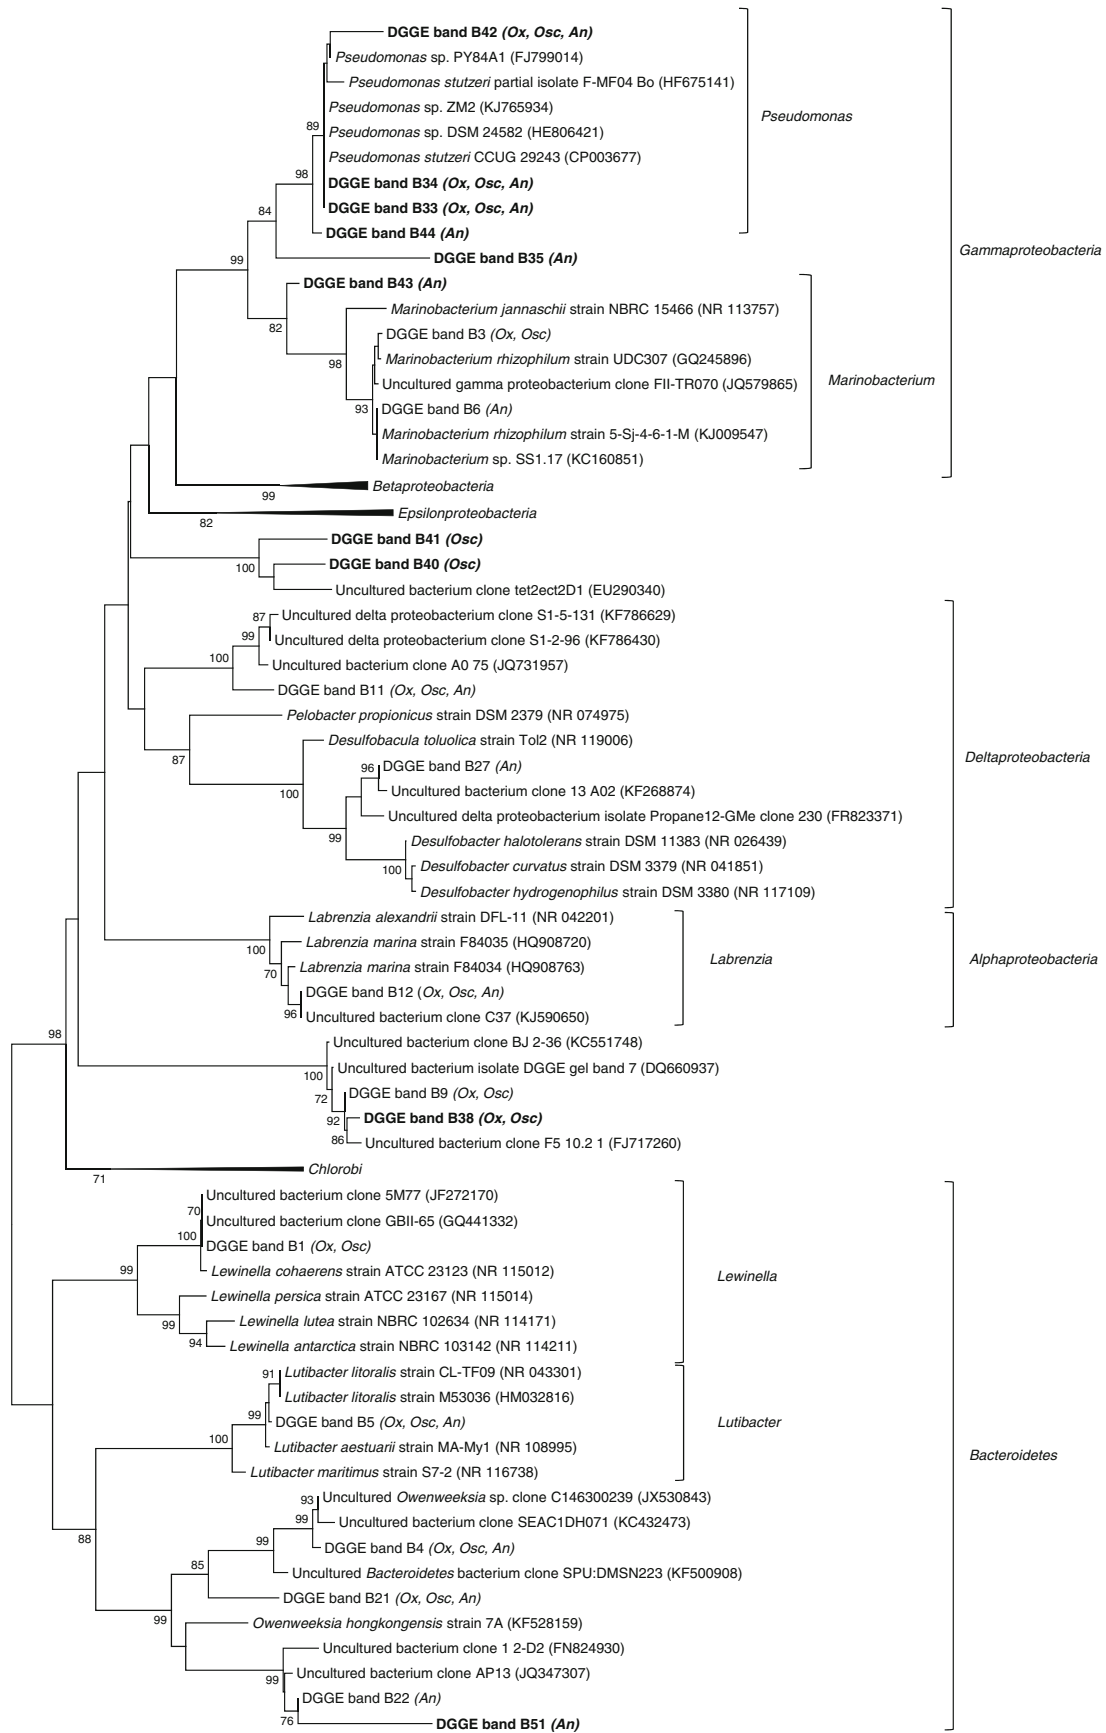 DGGE band B42 (Ox, Osc, An)
Pseudomonas sp. PY84A1 (FJ799014)
Pseudomonas stutzeri partial isolate F-MF04 Bo (HF675141)
Pseudomonas sp. ZM2 (KJ765934)
Pseudomonas
89
Pseudomonas sp. DSM 24582 (HE806421)
Pseudomonas stutzeri CCUG 29243 (CP003677)
98
DGGE band B34 (Ox, Osc, An)
84
DGGE band B33 (Ox, Osc, An)
DGGE band B44 (An)
Gammaproteobacteria
99
DGGE band B35 (An)
DGGE band B43 (An)
Marinobacterium jannaschii strain NBRC 15466 (NR 113757)
82
DGGE band B3 (Ox, Osc)
Marinobacterium rhizophilum strain UDC307 (GQ245896)
98
Marinobacterium
Uncultured gamma proteobacterium clone FII-TR070 (JQ579865)
93
DGGE band B6 (An)
Marinobacterium rhizophilum strain 5-Sj-4-6-1-M (KJ009547)
Marinobacterium sp. SS1.17 (KC160851)
Betaproteobacteria
99
Epsilonproteobacteria
82
DGGE band B41 (Osc)
DGGE band B40 (Osc)
100
Uncultured bacterium clone tet2ect2D1 (EU290340)
87
Uncultured delta proteobacterium clone S1-5-131 (KF786629)
99
Uncultured delta proteobacterium clone S1-2-96 (KF786430)
100
Uncultured bacterium clone A0 75 (JQ731957)
DGGE band B11 (Ox, Osc, An)
Pelobacter propionicus strain DSM 2379 (NR 074975)
Desulfobacula toluolica strain Tol2 (NR 119006)
Deltaproteobacteria
87
96
DGGE band B27 (An)
100
Uncultured bacterium clone 13 A02 (KF268874)
Uncultured delta proteobacterium isolate Propane12-GMe clone 230 (FR823371)
99
Desulfobacter halotolerans strain DSM 11383 (NR 026439)
100
Desulfobacter curvatus strain DSM 3379 (NR 041851)
Desulfobacter hydrogenophilus strain DSM 3380 (NR 117109)
Labrenzia alexandrii strain DFL-11 (NR 042201)
100
Labrenzia marina strain F84035 (HQ908720)
Labrenzia
Alphaproteobacteria
70
Labrenzia marina strain F84034 (HQ908763)
DGGE band B12 (Ox, Osc, An)
96
Uncultured bacterium clone C37 (KJ590650)
98
Uncultured bacterium clone BJ 2-36 (KC551748)
100
Uncultured bacterium isolate DGGE gel band 7 (DQ660937)
72
DGGE band B9 (Ox, Osc)
92
DGGE band B38 (Ox, Osc)
86
Uncultured bacterium clone F5 10.2 1 (FJ717260)
Chlorobi
71
Uncultured bacterium clone 5M77 (JF272170)
70
Uncultured bacterium clone GBII-65 (GQ441332)
100
DGGE band B1 (Ox, Osc)
99
Lewinella cohaerens strain ATCC 23123 (NR 115012)
Lewinella
Lewinella persica strain ATCC 23167 (NR 115014)
99
Lewinella lutea strain NBRC 102634 (NR 114171)
94
Lewinella antarctica strain NBRC 103142 (NR 114211)
91
Lutibacter litoralis strain CL-TF09 (NR 043301)
Lutibacter litoralis strain M53036 (HM032816)
99
DGGE band B5 (Ox, Osc, An)
Lutibacter
100
Lutibacter aestuarii strain MA-My1 (NR 108995)
Bacteroidetes
Lutibacter maritimus strain S7-2 (NR 116738)
93
Uncultured Owenweeksia sp. clone C146300239 (JX530843)
99
Uncultured bacterium clone SEAC1DH071 (KC432473)
88
99
DGGE band B4 (Ox, Osc, An)
85
Uncultured Bacteroidetes bacterium clone SPU:DMSN223 (KF500908)
DGGE band B21 (Ox, Osc, An)
99
Owenweeksia hongkongensis strain 7A (KF528159)
Uncultured bacterium clone 1 2-D2 (FN824930)
99
Uncultured bacterium clone AP13 (JQ347307)
DGGE band B22 (An)
76
DGGE band B51 (An)